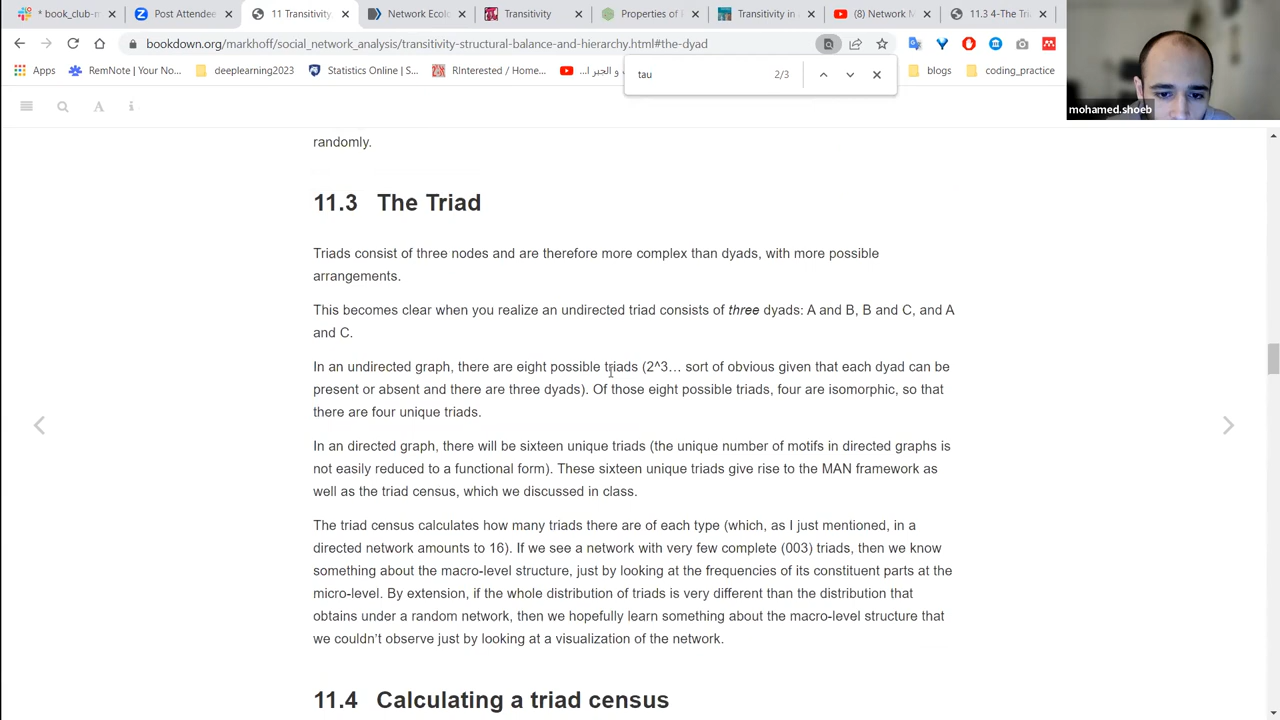 * book_club-m
Post Attendee
11 Transitivity,
Network Ecolo
Transitivity
Properties of
Transitivity in
(8) Network M
11.3 4-The Tri
bookdown.org/markhoff/social_network_analysis/transitivity-structural-balance-and-hierarchy.html#the-dyad
Apps
RemNote | Your No...
deeplearning2023
Statistics Online | S...
RInterested / Home...
و الجبر ا...
blogs
coding_practice
tau
2/3
mohamed.shoeb
randomly.
11.3 The Triad
Triads consist of three nodes and are therefore more complex than dyads, with more possible
arrangements.
This becomes clear when you realize an undirected triad consists of three dyads: A and B, B and C, and A
and C.
In an undirected graph, there are eight possible triads (2^3... sort of obvious given that each dyad can be
present or absent and there are three dyads). Of those eight possible triads, four are isomorphic, so that
there are four unique triads.
In an directed graph, there will be sixteen unique triads (the unique number of motifs in directed graphs is
not easily reduced to a functional form). These sixteen unique triads give rise to the MAN framework as
well as the triad census, which we discussed in class.
The triad census calculates how many triads there are of each type (which, as I just mentioned, in a
directed network amounts to 16). If we see a network with very few complete (003) triads, then we know
something about the macro-level structure, just by looking at the frequencies of its constituent parts at the
micro-level. By extension, if the whole distribution of triads is very different than the distribution that
obtains under a random network, then we hopefully learn something about the macro-level structure that
we couldn't observe just by looking at a visualization of the network.
11.4 Calculating a triad census